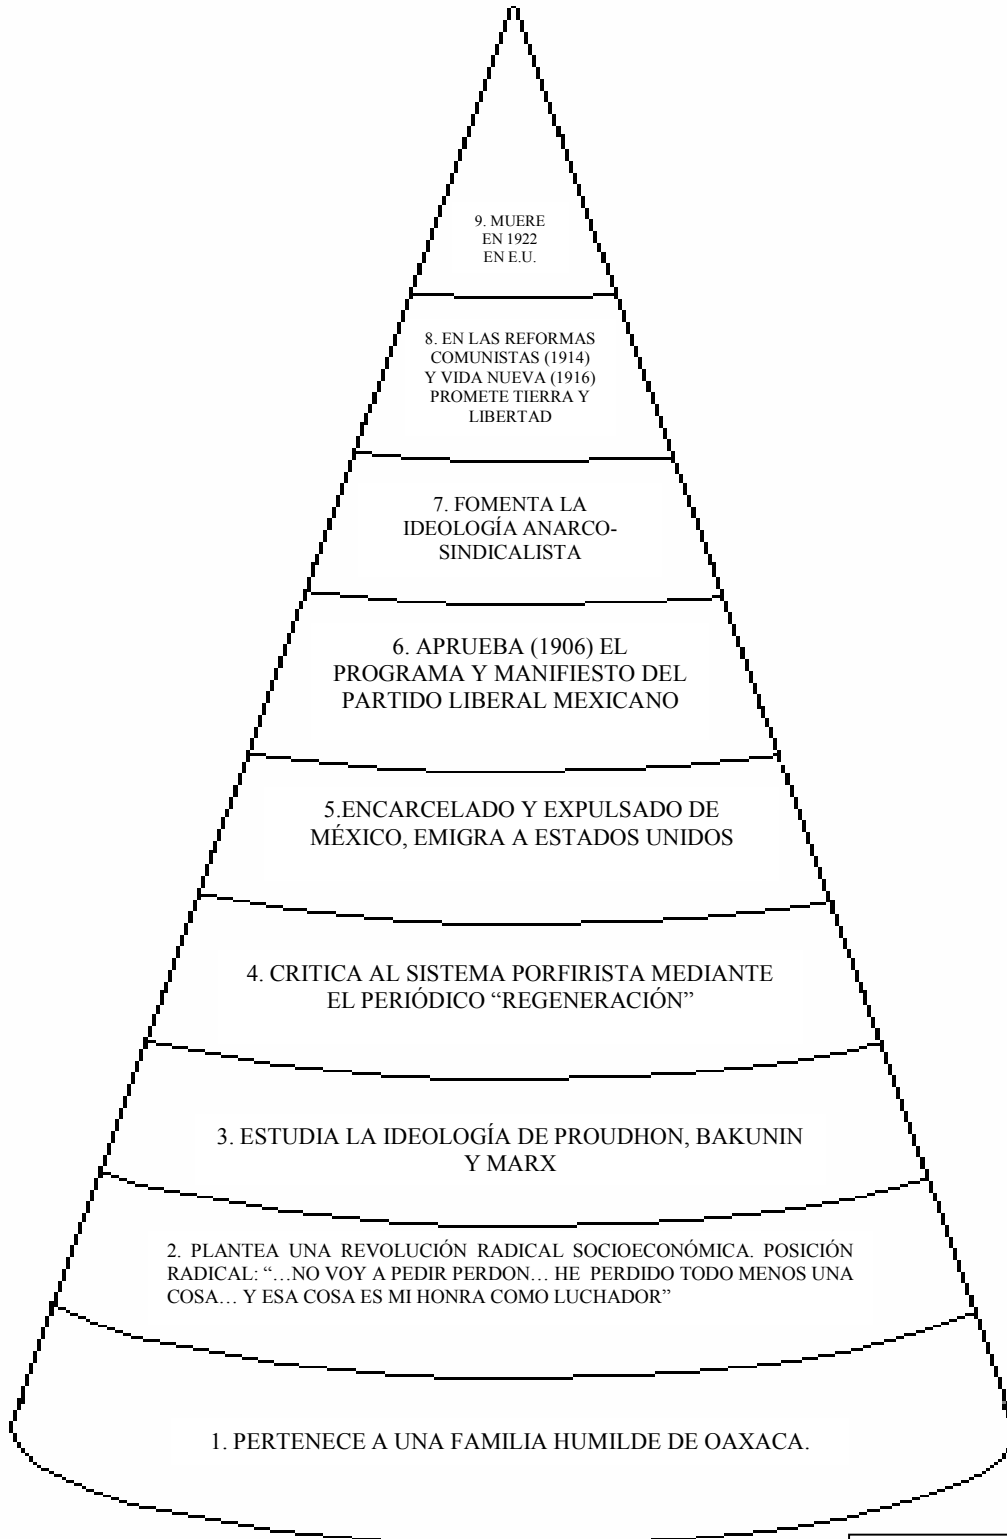 9. MUERE
EN 1922
EN E.U.
8. EN LAS REFORMAS
COMUNISTAS (1914)
Y VIDA NUEVA (1916)
PROMETE TIERRA Y
LIBERTAD
7. FOMENTA LA
IDEOLOGÍA ANARCO-
SINDICALISTA
6. APRUEBA (1906) EL
PROGRAMA Y MANIFIESTO DEL
PARTIDO LIBERAL MEXICANO
5.ENCARCELADO Y EXPULSADO DE
MÉXICO, EMIGRA A ESTADOS UNIDOS
4. CRITICA AL SISTEMA PORFIRISTA MEDIANTE
EL PERIÓDICO “REGENERACIÓN”
3. ESTUDIA LA IDEOLOGÍA DE PROUDHON, BAKUNIN
Y MARX
2. PLANTEA UNA REVOLUCIÓN RADICAL SOCIOECONÓMICA. POSICIÓN
RADICAL: “…NO VOY A PEDIR PERDON… HE PERDIDO TODO MENOS UNA
COSA… Y ESA COSA ES MI HONRA COMO LUCHADOR”
1. PERTENECE A UNA FAMILIA HUMILDE DE OAXACA.